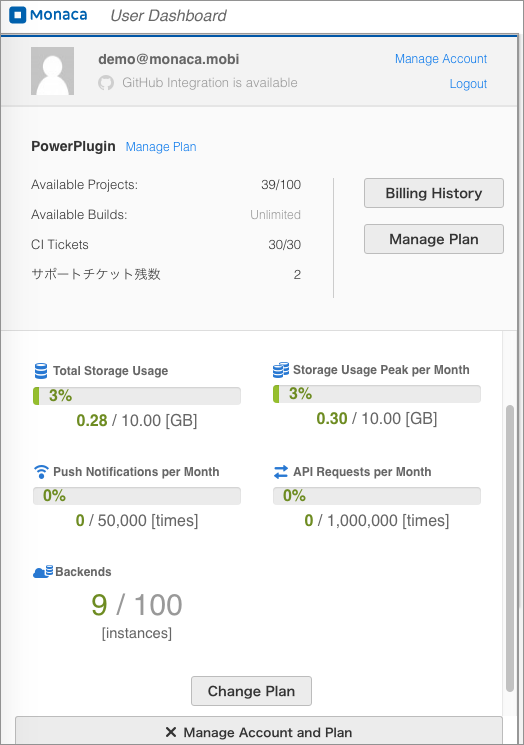 Monaca User Dashboard
demo@monaca.mobi Manage Account
GitHub Integration is available Logout
PowerPlugin Manage Plan
Available Projects: 39/100
Billing History
Available Builds: Unlimited
CI Tickets 30/30
Manage Plan
サポートチケット残数 2
Total Storage Usage Storage Usage Peak per Month
3% 3%
0.28 / 10.00 [GB] 0.30 / 10.00 [GB]
Push Notifications per Month API Requests per Month
0% 0%
0 / 50,000 [times] 0 / 1,000,000 [times]
Backends
9 / 100
[instances]
Change Plan
Manage Account and Plan